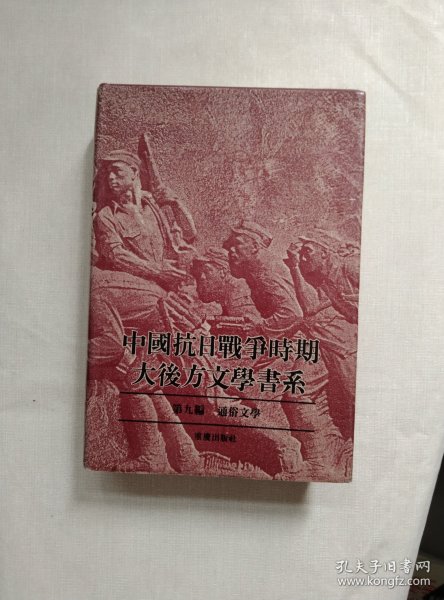 中國抗日戰爭時期
大後方文學書系
第九編 通俗文學
重慶出版社
孔夫子旧书网
www.kongfz.com